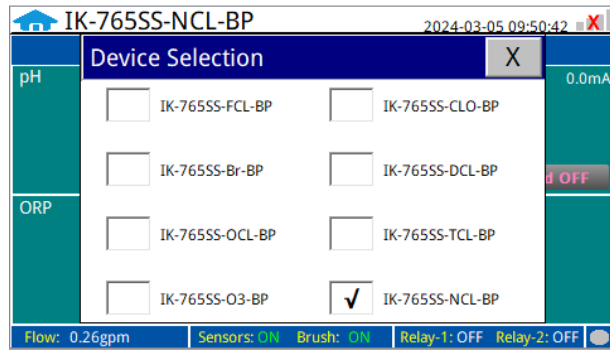 IK-765SS-NCL-BP 2024-03-05 09:50:42 X
Device Selection X
pH 0.0mA
IK-765SS-FCL-BP IK-765SS-CLO-BP
IK-765SS-Br-BP IK-765SS-DCL-BP
d OFF
ORP
IK-765SS-OCL-BP IK-765SS-TCL-BP
IK-765SS-O3-BP √ IK-765SS-NCL-BP
Flow: 0.26gpm Sensors: ON Brush: ON Relay-1: OFF Relay-2: OFF